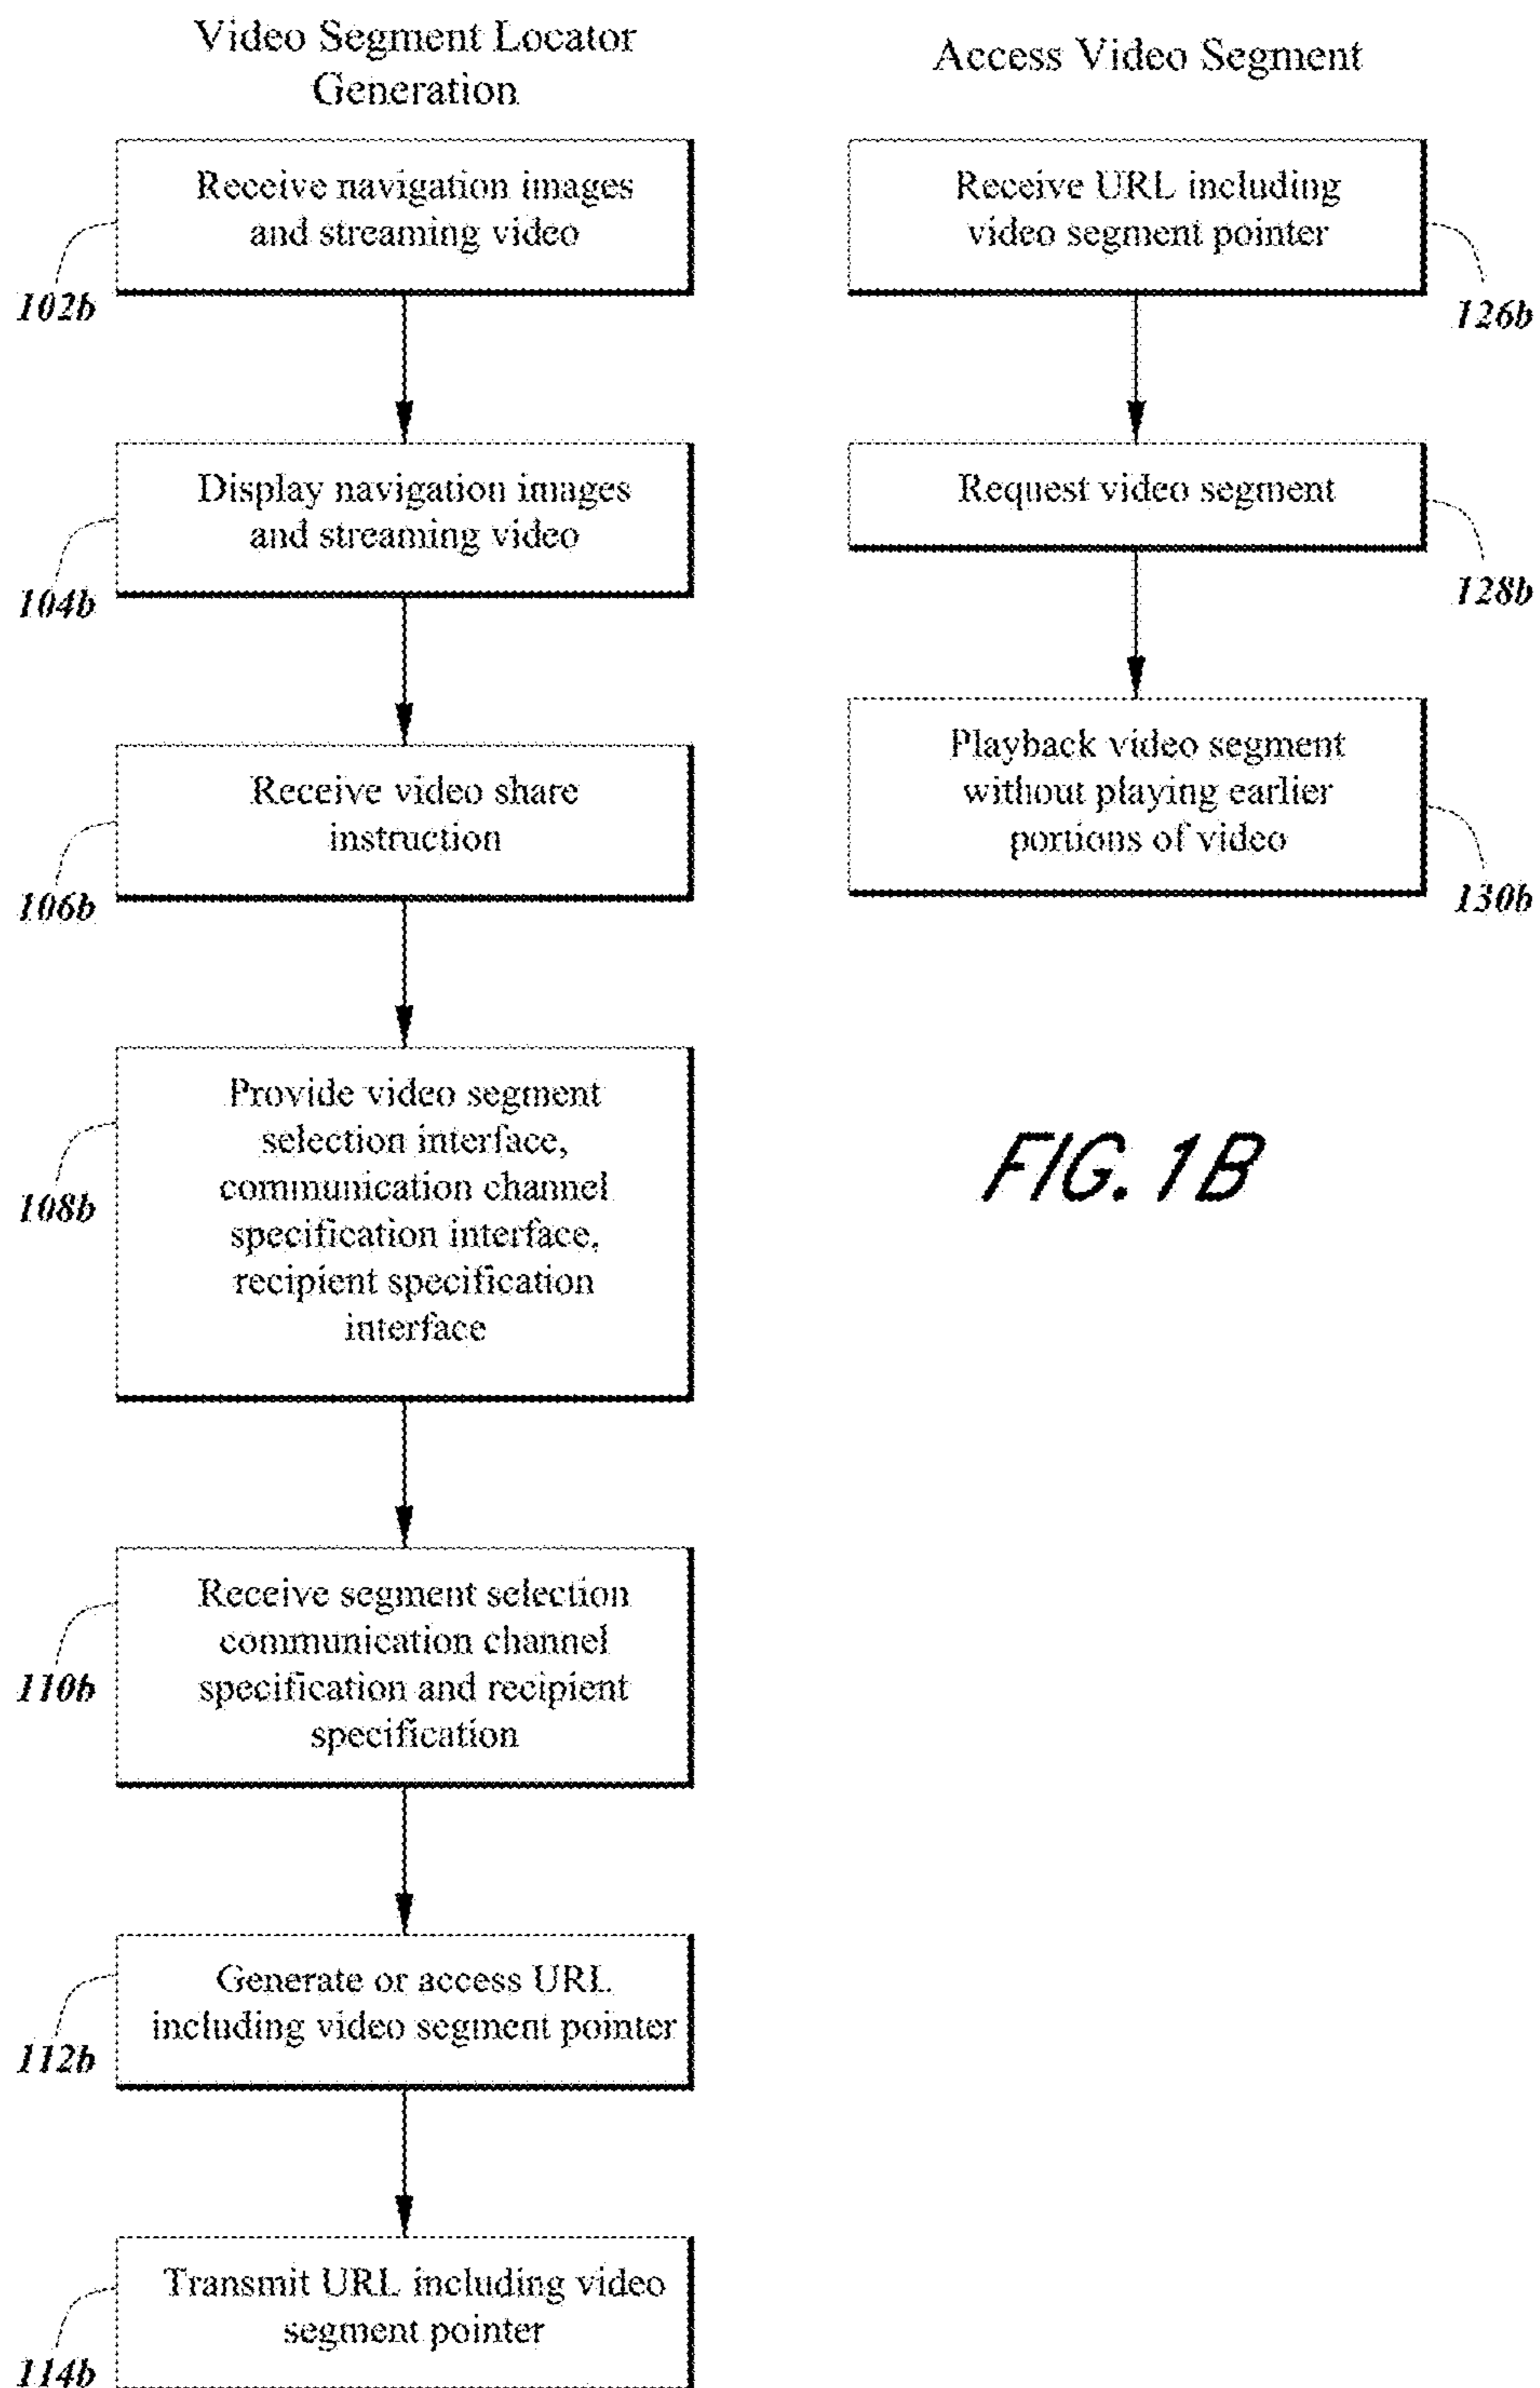 Video Segment Locator
Generation
Receive navigation images
and streaming video
102b
Display navigation images
and streaming video
104b
Receive video share
instruction
106b
Provide video segment
selection interface,
communication channel
specification interface,
recipient specification
interface
108b
Receive segment selection
communication channel
specification and recipient
specification
110b
Generate or access URL
including video segment pointer
112b
Transmit URL including video
segment pointer
114b
Access Video Segment
Receive URL including
video segment pointer
126b
Request video segment
128b
Playback video segment
without playing earlier
portions of video
130b
FIG. 1B